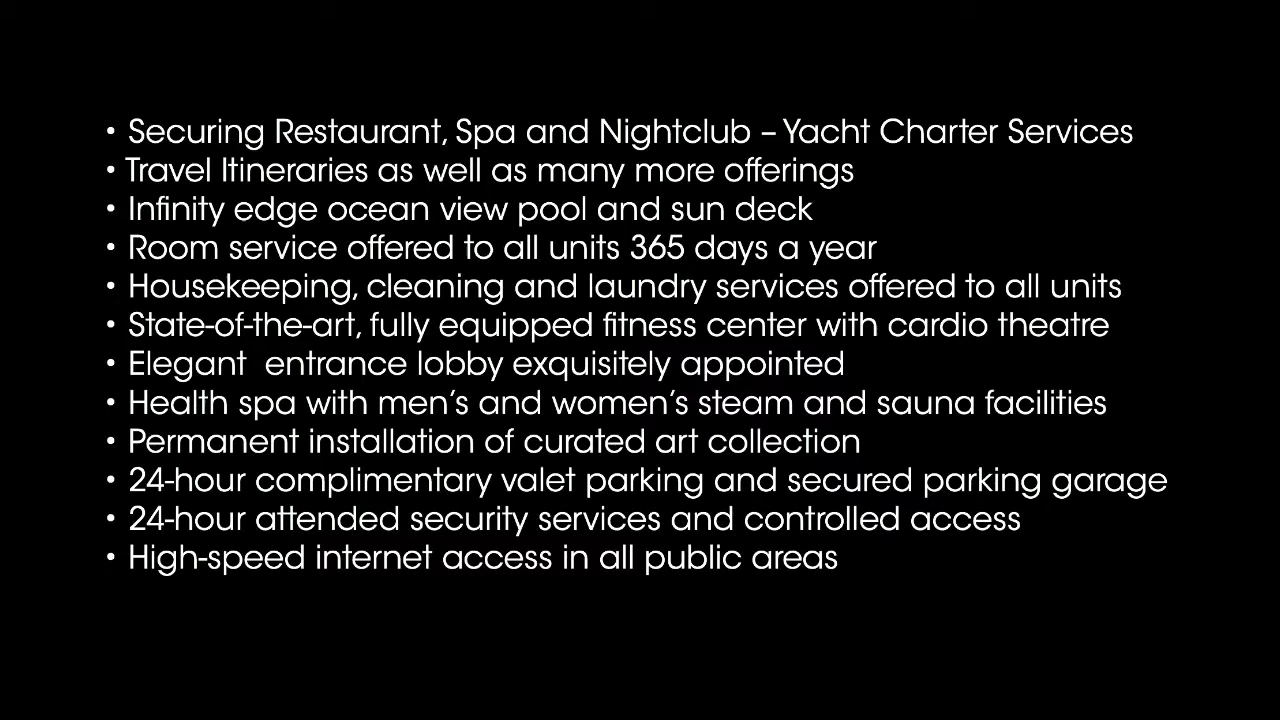 • Securing Restaurant, Spa and Nightclub – Yacht Charter Services
• Travel Itineraries as well as many more offerings
• Infinity edge ocean view pool and sun deck
• Room service offered to all units 365 days a year
• Housekeeping, cleaning and laundry services offered to all units
• State-of-the-art, fully equipped fitness center with cardio theatre
• Elegant  entrance lobby exquisitely appointed
• Health spa with men’s and women’s steam and sauna facilities
• Permanent installation of curated art collection
• 24-hour complimentary valet parking and secured parking garage
• 24-hour attended security services and controlled access
• High-speed internet access in all public areas